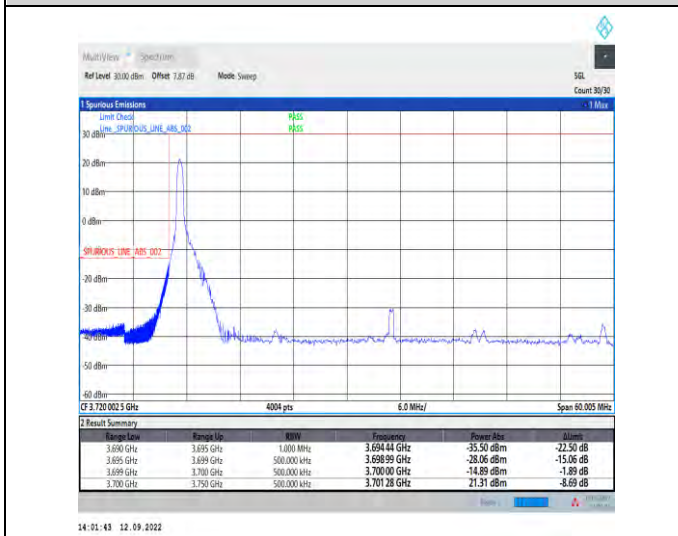 MultiView Spectrum
Ref Level 30.00 dBm Offset 7.87 dB Mode Sweep SGL
Count 30/30
1 Spurious Emissions 1 Max
Limit Check PASS
Line _SPURIOUS_LINE_ABS_002 PASS
30 dBm
20 dBm
10 dBm
0 dBm
_SPURIOUS_LINE_ABS_002
-20 dBm
-30 dBm
-40 dBm
-50 dBm
-60 dBm
CF 3.720 002 5 GHz 4004 pts 6.0 MHz/ Span 60.005 MHz
2 Result Summary
Range Low Range Up RBW Frequency Power Abs ΔLimit
3.690 GHz 3.695 GHz 1.000 MHz 3.694 44 GHz -35.50 dBm -22.50 dB
3.695 GHz 3.699 GHz 500.000 kHz 3.698 99 GHz -28.06 dBm -15.06 dB
3.699 GHz 3.700 GHz 500.000 kHz 3.700 00 GHz -14.89 dBm -1.89 dB
3.700 GHz 3.750 GHz 500.000 kHz 3.701 28 GHz 21.31 dBm -8.69 dB
14:01:43 12.09.2022